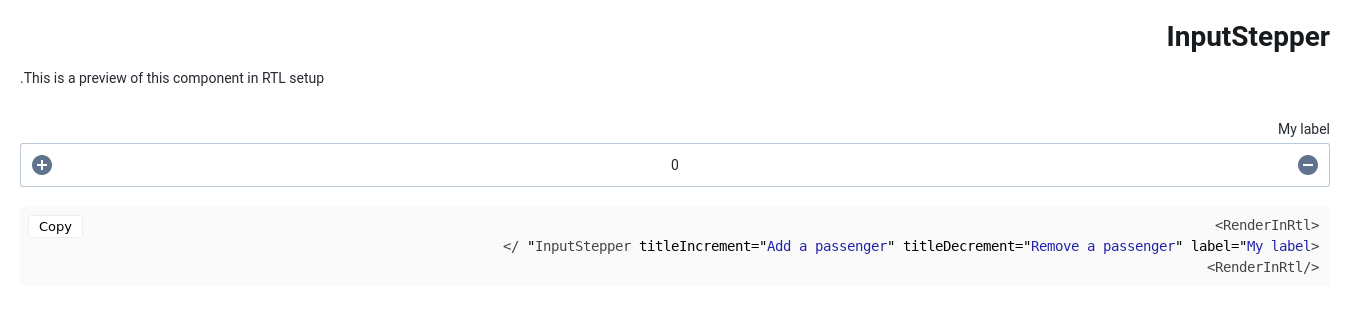 InputStepper
.This is a preview of this component in RTL setup
My label
0
Copy
<RenderInRtl>
</ "InputStepper titleIncrement="Add a passenger" titleDecrement="Remove a passenger" label="My label>
<RenderInRtl/>